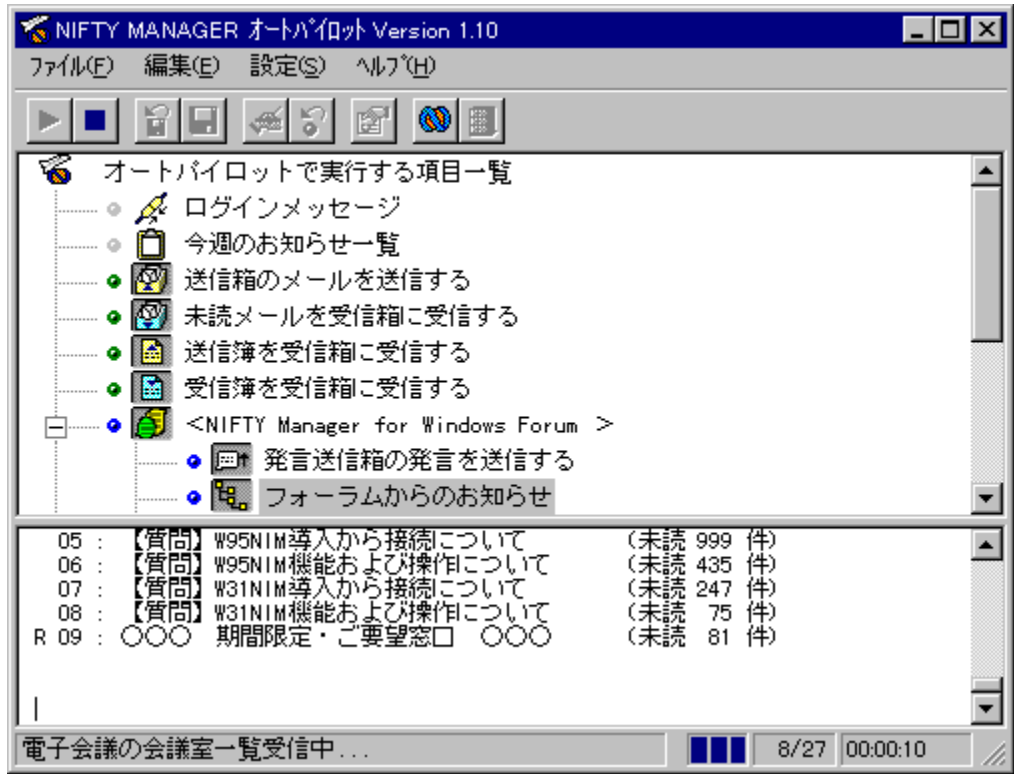 NIFTY MANAGER オートパイロット Version 1.10
ファイル(F) 編集(E) 設定(S) ヘルプ(H)
オートパイロットで実行する項目一覧
ログインメッセージ
今週のお知らせ一覧
送信箱のメールを送信する
未読メールを受信箱に受信する
送信簿を受信箱に受信する
受信簿を受信箱に受信する
<NIFTY Manager for Windows Forum >
発言送信箱の発言を送信する
フォーラムからのお知らせ
05 : 【質問】W95NIM導入から接続について (未読 999 件)
06 : 【質問】W95NIM機能および操作について (未読 435 件)
07 : 【質問】W31NIM導入から接続について (未読 247 件)
08 : 【質問】W31NIM機能および操作について (未読 75 件)
R 09 : ○○○ 期間限定・ご要望窓口 ○○○ (未読 81 件)
電子会議の会議室一覧受信中... 8/27 00:00:10